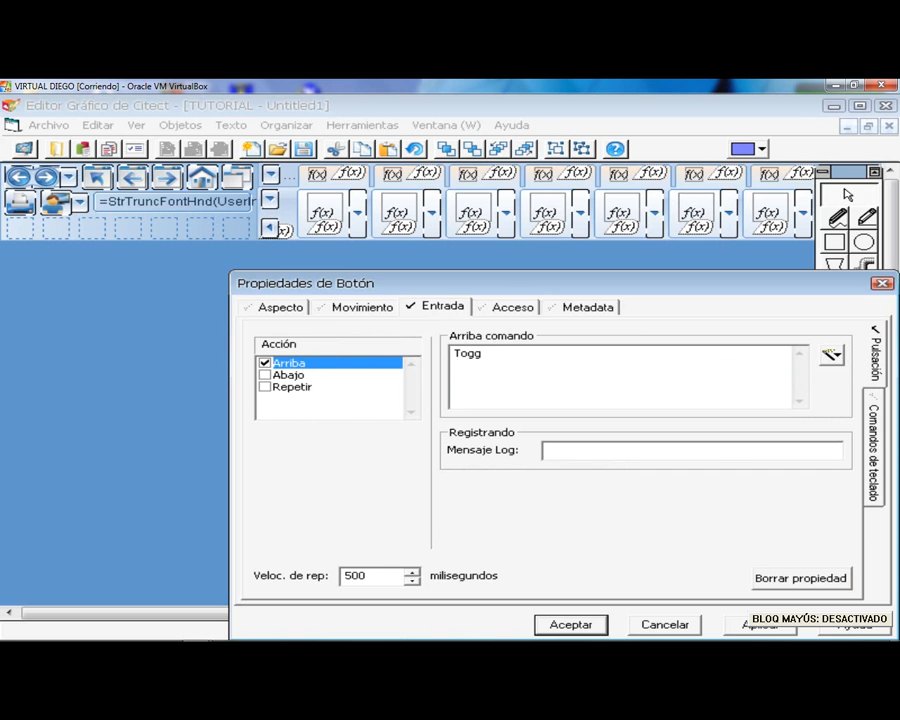 VIRTUAL DIEGO [Corriendo] - Oracle VM VirtualBox
Editor Gráfico de Citect - [TUTORIAL - Untitled1]
Archivo Editar Ver Objetos Texto Organizar Herramientas Ventana (W) Ayuda
f(x) f(x) f(x) f(x) f(x) f(x) f(x) f(x) f(x) f(x) f(x) f(x) f(x) f(x)
=StrTruncFontHnd(UserIr
f(x) f(x) f(x) f(x) f(x) f(x) f(x)
x) f(x) f(x) f(x) f(x) f(x) f(x) f(x)
Propiedades de Botón
Aspecto Movimiento Entrada Acceso Metadata
Acción
Arriba
Abajo
Repetir
Arriba comando
Togg
Registrando
Mensaje Log:
Pulsación
Comandos de teclado
Veloc. de rep: 500 milisegundos
Borrar propiedad
Aceptar Cancelar
BLOQ MAYÚS: DESACTIVADO